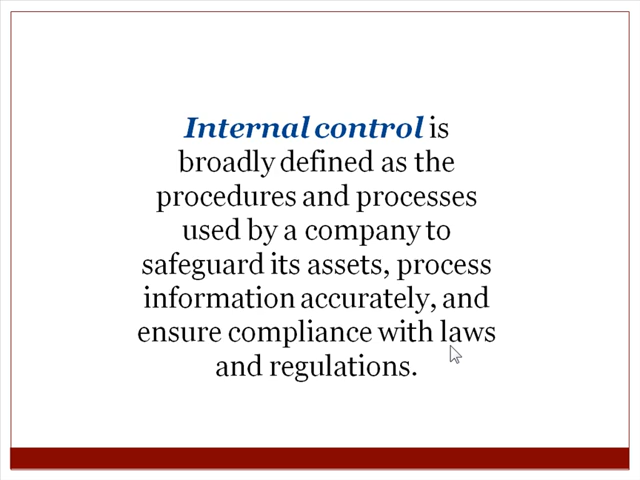 Internal control is
broadly defined as the
procedures and processes
used by a company to
safeguard its assets, process
information accurately, and
ensure compliance with laws
and regulations.